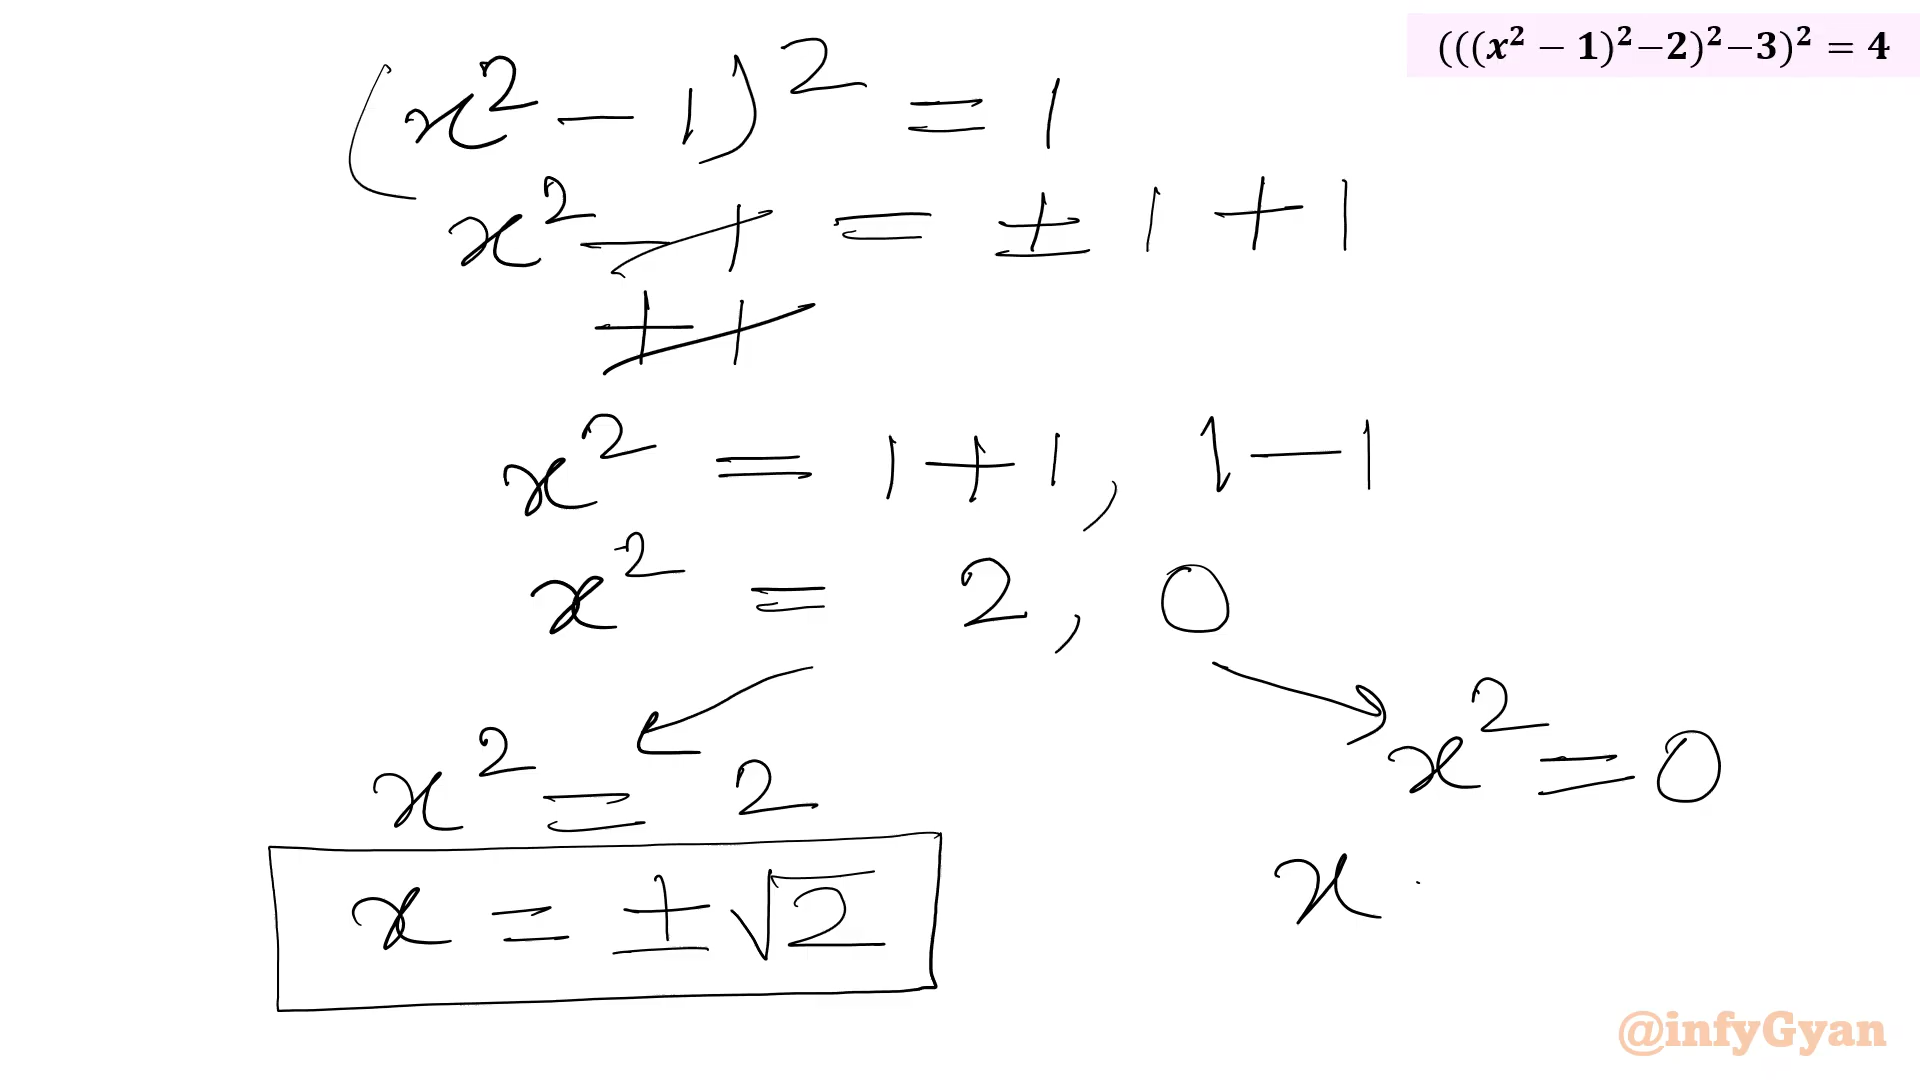 (((x² − 1)²−2)²−3)² = 4
(x² − 1)² = 1
x² − 1 = ± 1 + 1
+ 1
x² = 1 + 1, 1 − 1
x² = 2, 0
x² = 2
x² = 0
x = ± √2
x
@infyGyan